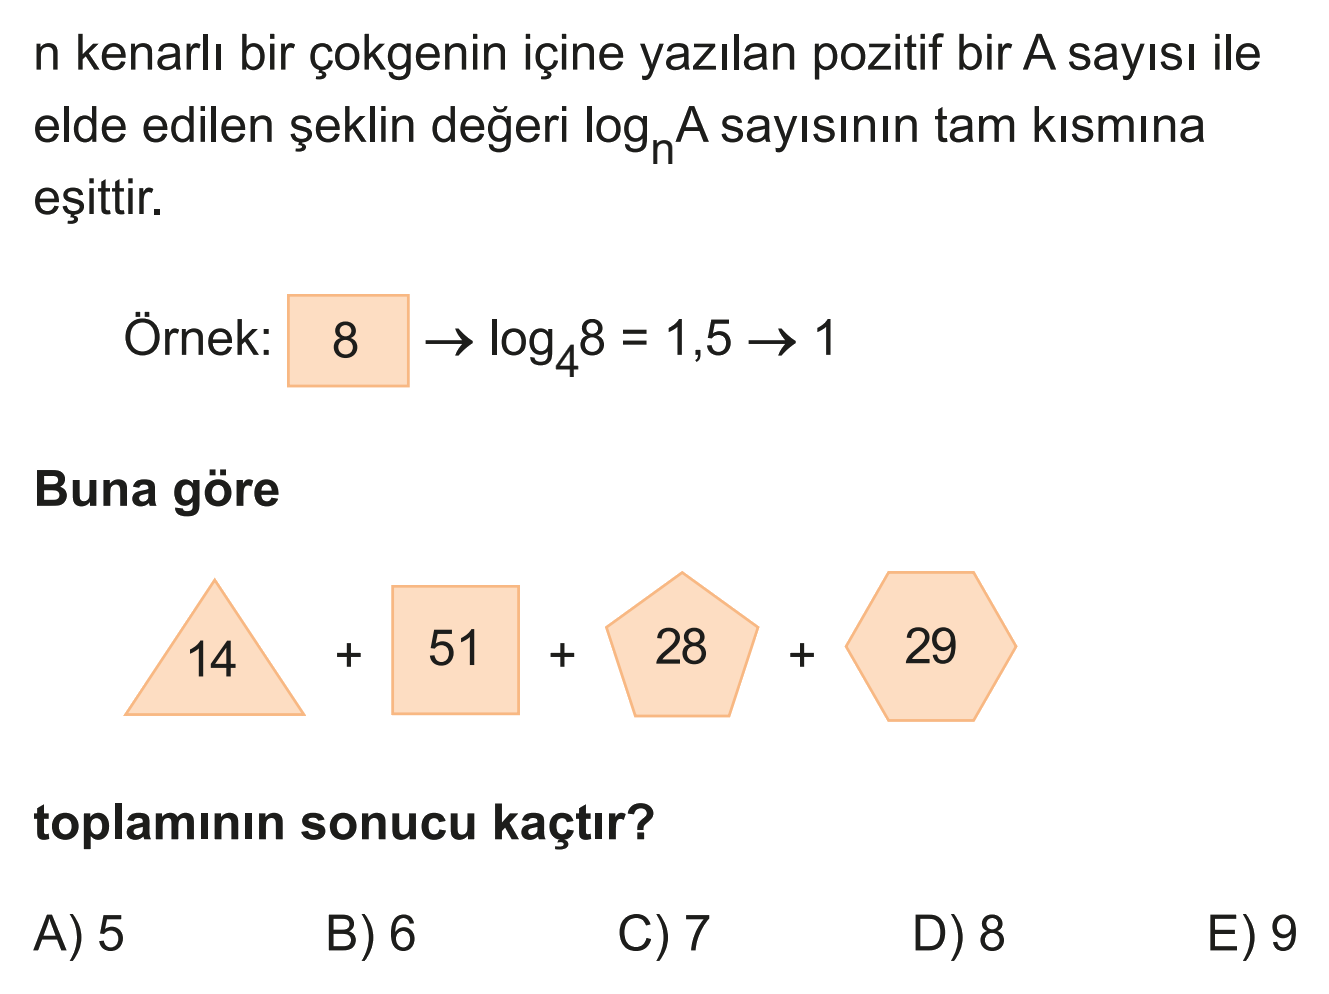 n kenarlı bir çokgenin içine yazılan pozitif bir A sayısı ile
elde edilen şeklin değeri logₙA sayısının tam kısmına
eşittir.
Örnek: 8 → log₄8 = 1,5 → 1
Buna göre
14 + 51 + 28 + 29
toplamının sonucu kaçtır?
A) 5 B) 6 C) 7 D) 8 E) 9